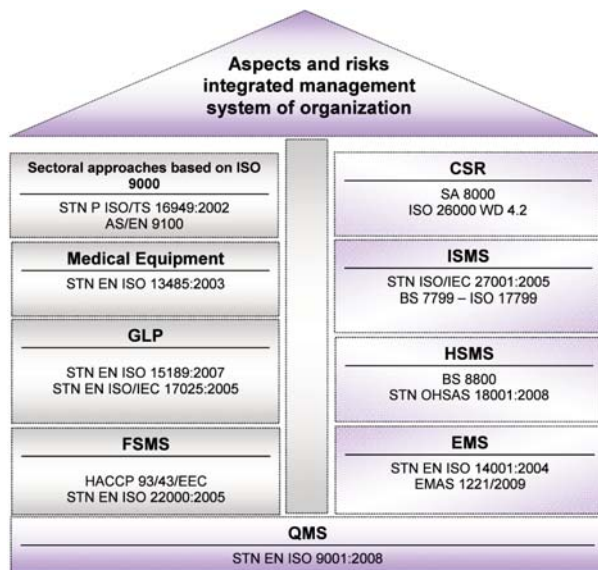 Aspects and risks
integrated management
system of organization
Sectoral approaches based on ISO
9000
STN P ISO/TS 16949:2002
AS/EN 9100
Medical Equipment
STN EN ISO 13485:2003
GLP
STN EN ISO 15189:2007
STN EN ISO/IEC 17025:2005
FSMS
HACCP 93/43/EEC
STN EN ISO 22000:2005
CSR
SA 8000
ISO 26000 WD 4.2
ISMS
STN ISO/IEC 27001:2005
BS 7799 – ISO 17799
HSMS
BS 8800
STN OHSAS 18001:2008
EMS
STN EN ISO 14001:2004
EMAS 1221/2009
QMS
STN EN ISO 9001:2008